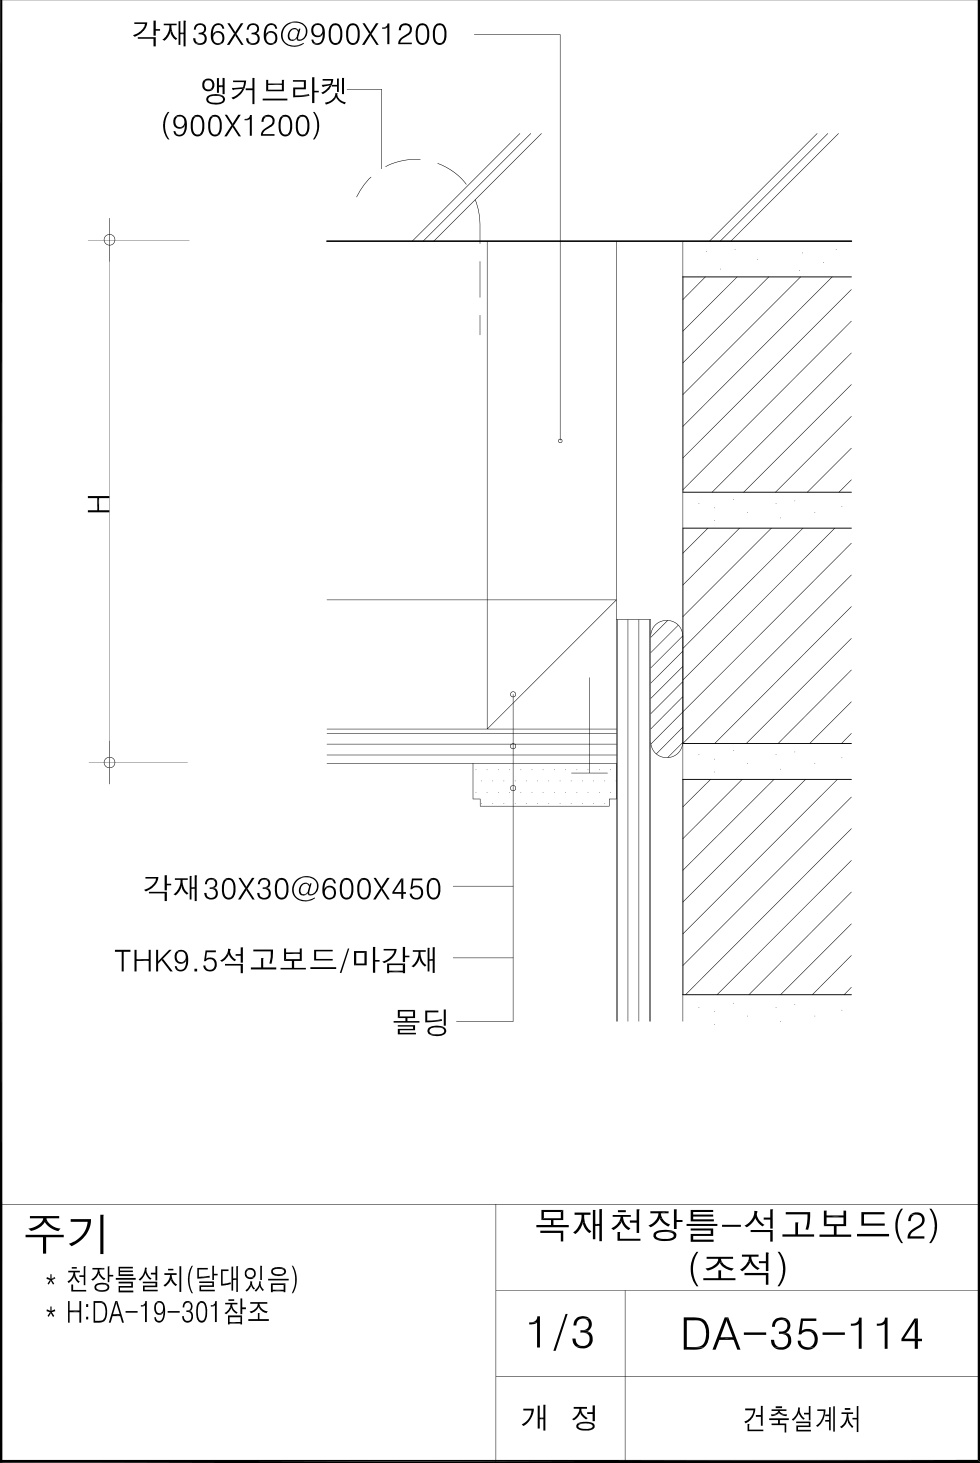 각재36X36@900X1200
앵커브라켓
(900X1200)
H
각재30X30@600X450
THK9.5석고보드/마감재
몰딩
주기
* 천장틀설치(달대있음)
* H:DA-19-301참조
목재천장틀-석고보드(2)
(조적)
1/3
DA-35-114
개 정
건축설계처